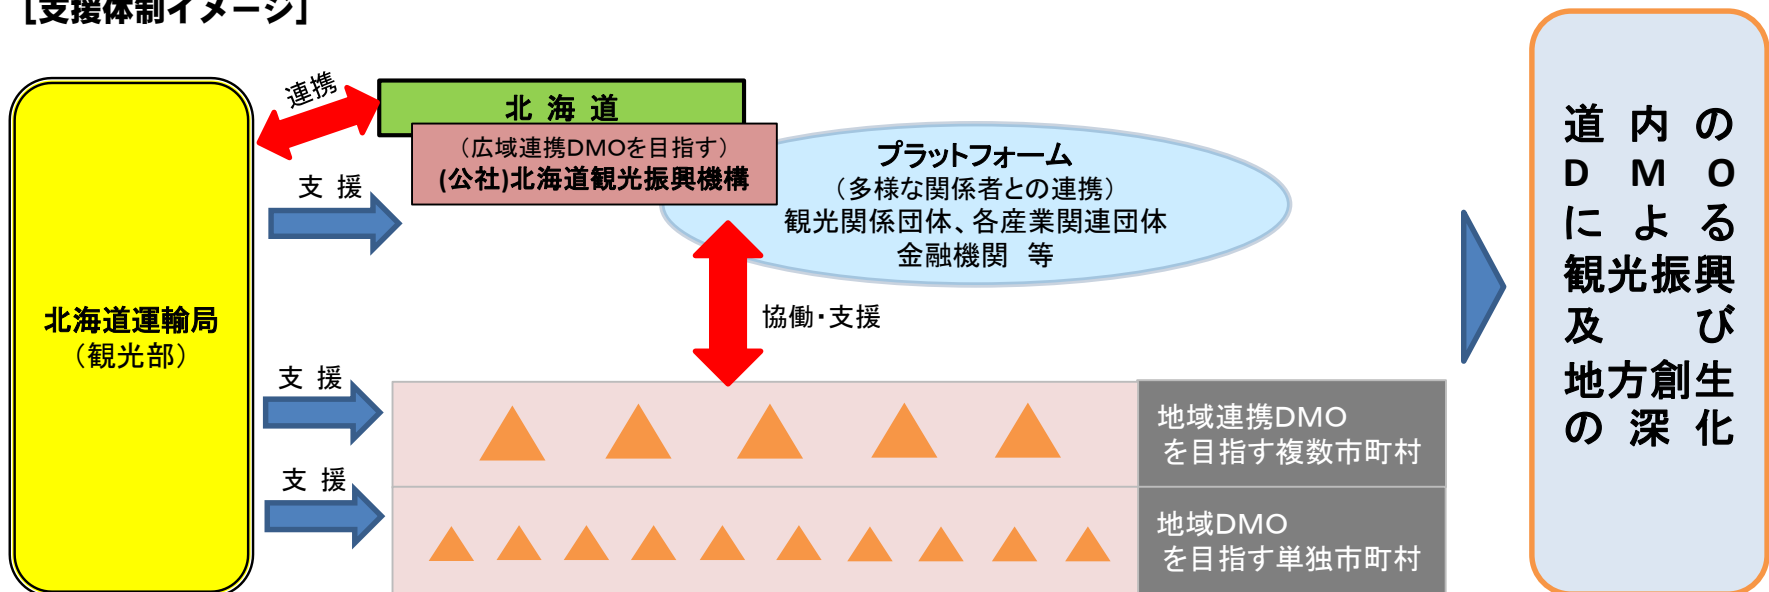 [支援体制イメージ]
連携
北 海 道
（広域連携DMOを目指す）
(公社)北海道観光振興機構
プラットフォーム
（多様な関係者との連携）
観光関係団体、各産業関連団体
金融機関 等
支 援
協働・支援
北海道運輸局
（観光部）
支 援
地域連携DMO
を目指す複数市町村
支 援
地域DMO
を目指す単独市町村
道内の
DMO
による
観光振興
及び
地方創生
の深化